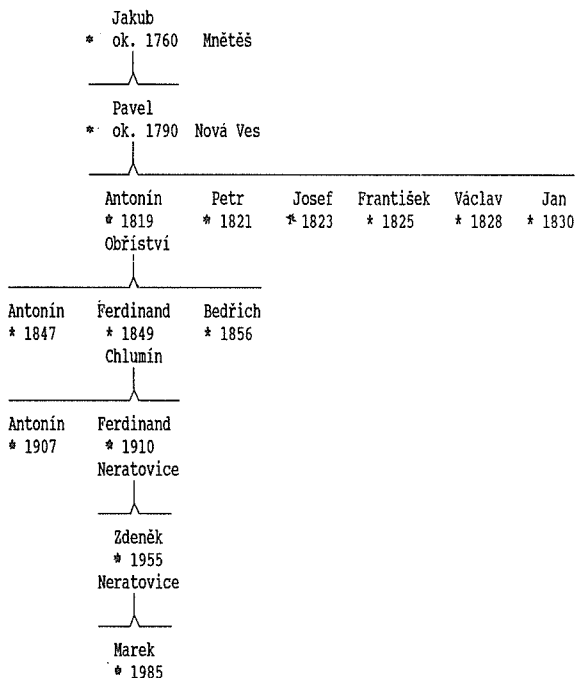 Jakub
* ok. 1760 Mnětěš
Pavel
* ok. 1790 Nová Ves
Antonín Petr Josef František Václav Jan
* 1819 * 1821 * 1823 * 1825 * 1828 * 1830
Obříství
Antonín Ferdinand Bedřich
* 1847 * 1849 * 1856
Chlumín
Antonín Ferdinand
* 1907 * 1910
Neratovice
Zdeněk
* 1955
Neratovice
Marek
* 1985